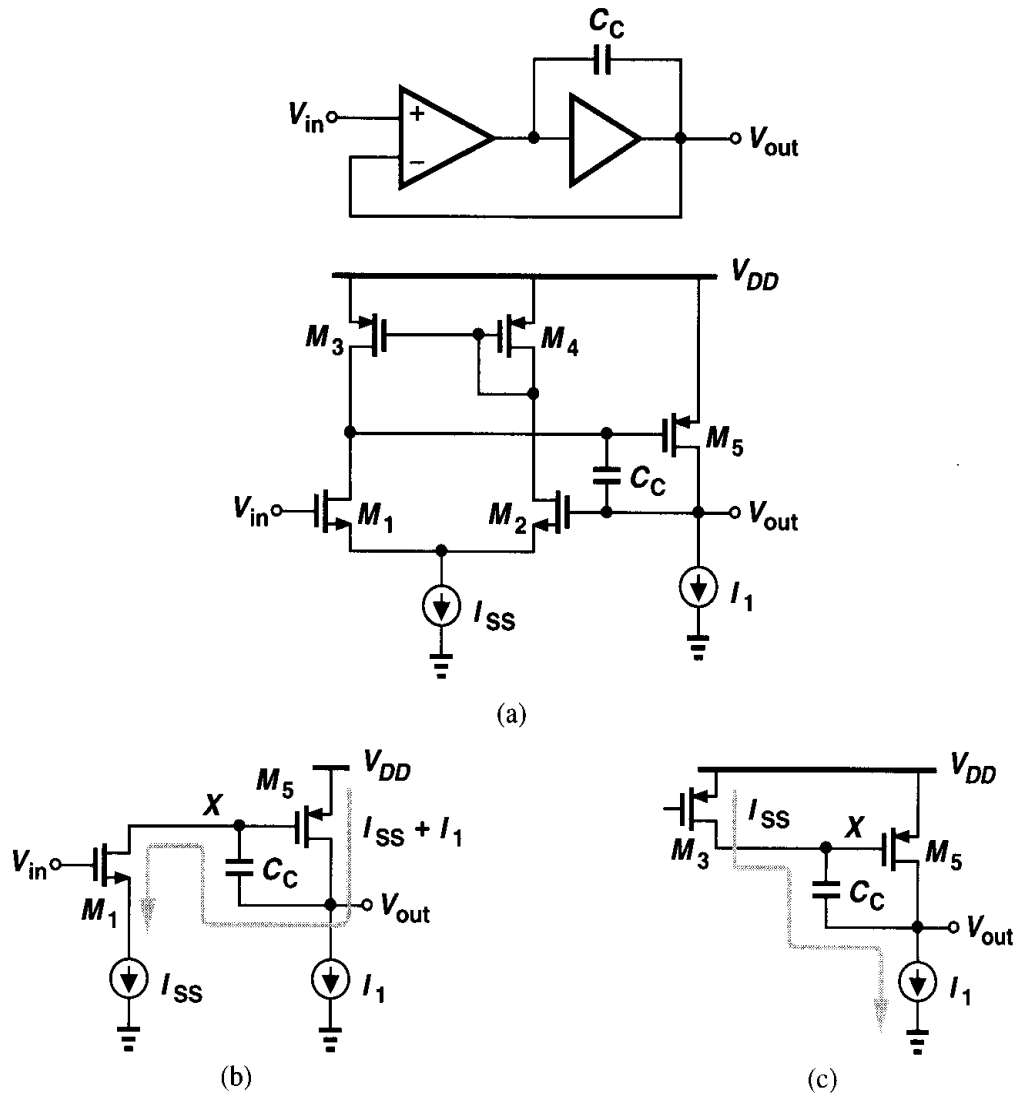 C_C
V_in
+
−
V_out
V_DD
M_3
M_4
M_5
C_C
V_in
M_1
M_2
V_out
I_SS
I_1
(a)
V_DD
M_5
X
I_SS + I_1
V_in
C_C
M_1
V_out
I_SS
I_1
(b)
V_DD
I_SS
X
M_3
M_5
C_C
V_out
I_1
(c)